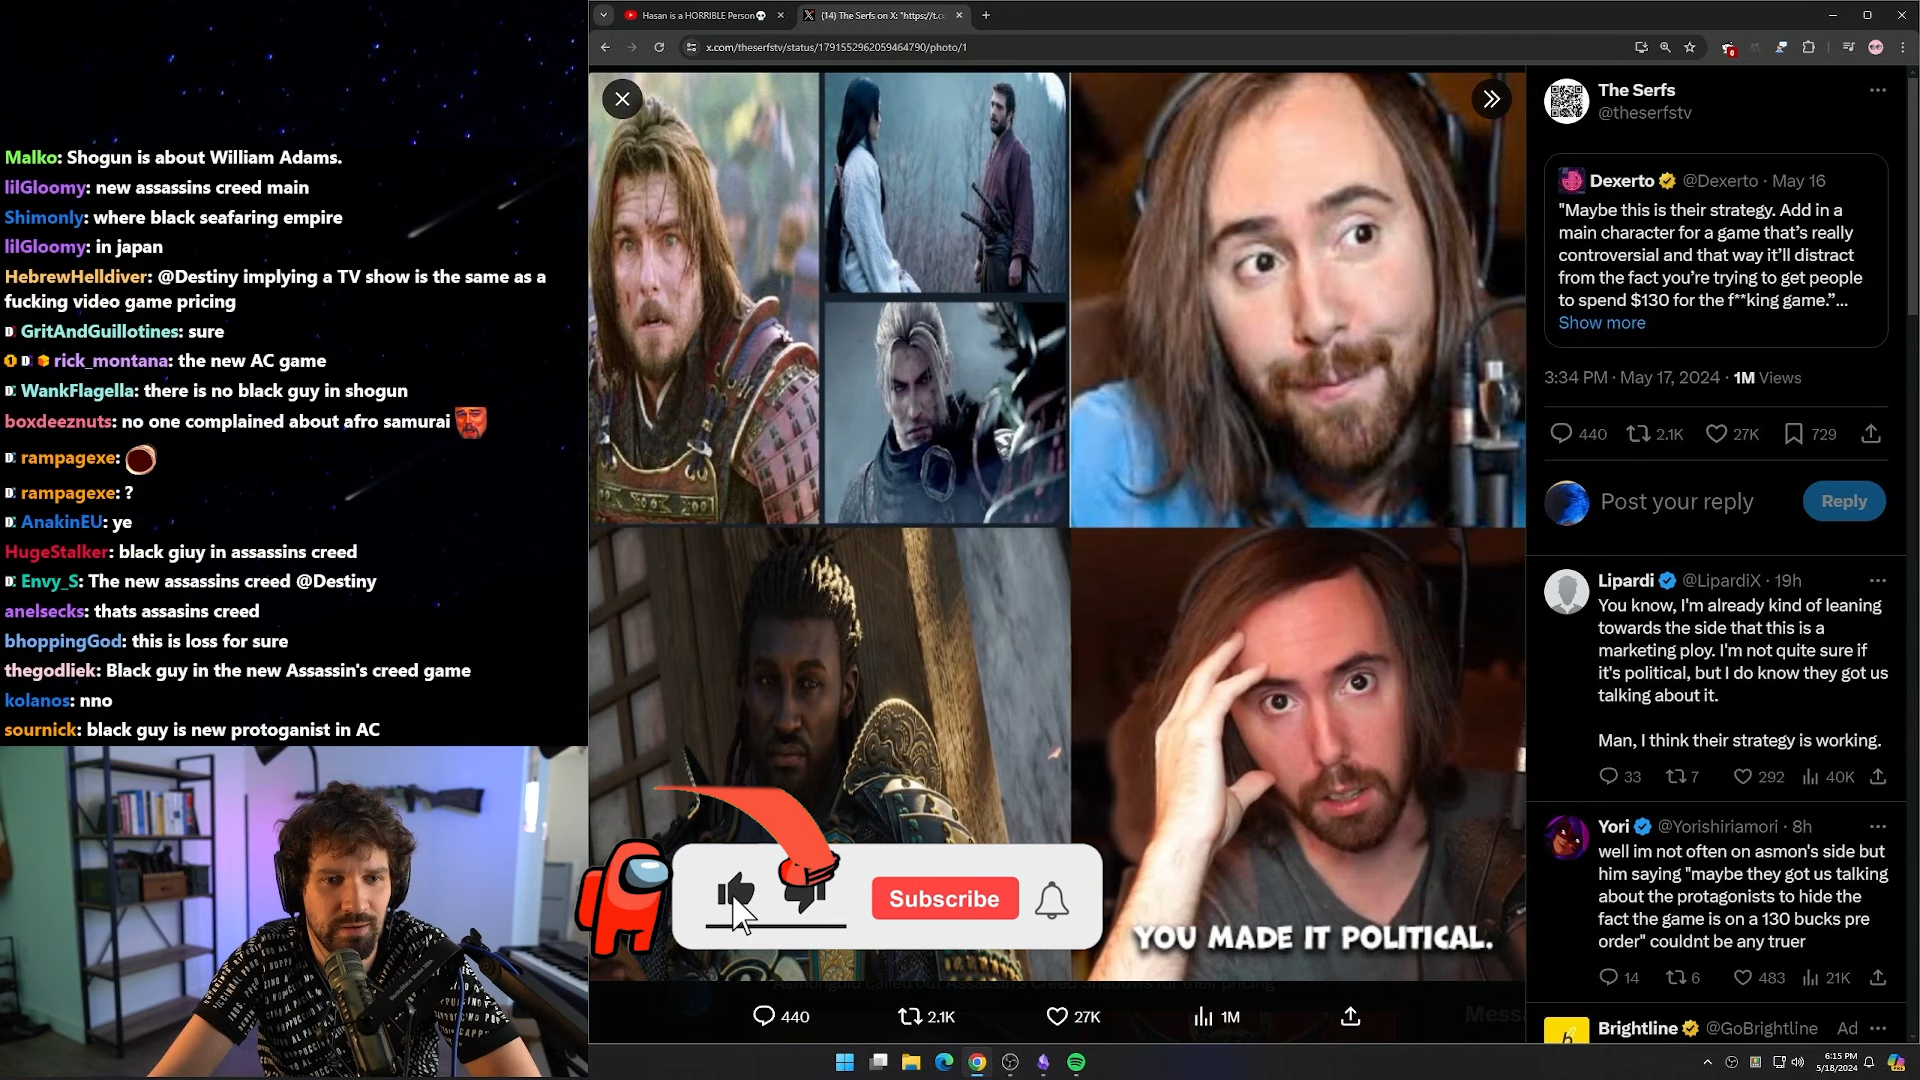 Hasan is a HORRIBLE Person
(14) The Serfs on X: "https://t.co
x.com/theserfstv/status/1791552962059464790/photo/1
Malko: Shogun is about William Adams.
lilGloomy: new assassins creed main
Shimonly: where black seafaring empire
lilGloomy: in japan
HebrewHelldiver: @Destiny implying a TV show is the same as a
fucking video game pricing
GritAndGuillotines: sure
rick_montana: the new AC game
WankFlagella: there is no black guy in shogun
boxdeeznuts: no one complained about afro samurai
rampagexe:
rampagexe: ?
AnakinEU: ye
HugeStalker: black giuy in assassins creed
Envy_S: The new assassins creed @Destiny
anelsecks: thats assasins creed
bhoppingGod: this is loss for sure
thegodliek: Black guy in the new Assassin's creed game
kolanos: nno
sournick: black guy is new protoganist in AC
Subscribe
YOU MADE IT POLITICAL.
Asmongold called out Assassin's Creed Shadows for their pricing
440
2.1K
27K
1M
The Serfs
@theserfstv
Dexerto @Dexerto · May 16
"Maybe this is their strategy. Add in a
main character for a game that's really
controversial and that way it'll distract
from the fact you're trying to get people
to spend $130 for the f**king game."...
Show more
3:34 PM · May 17, 2024 · 1M Views
440 2.1K 27K 729
Post your reply
Reply
Lipardi @LipardiX · 19h
You know, I'm already kind of leaning
towards the side that this is a
marketing ploy. I'm not quite sure if
it's political, but I do know they got us
talking about it.
Man, I think their strategy is working.
33 7 292 40K
Yori @Yorishiriamori · 8h
well im not often on asmon's side but
him saying "maybe they got us talking
about the protagonists to hide the
fact the game is on a 130 bucks pre
order" couldnt be any truer
14 6 483 21K
Brightline @GoBrightline Ad
Mess
6:15 PM
5/18/2024